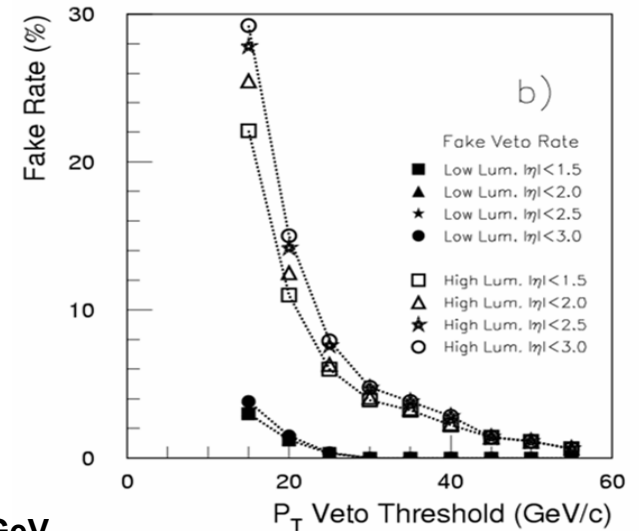 30
20
10
0
Fake Rate (%)
b)
Fake Veto Rate
Low Lum. |η|<1.5
Low Lum. |η|<2.0
Low Lum. |η|<2.5
Low Lum. |η|<3.0
High Lum. |η|<1.5
High Lum. |η|<2.0
High Lum. |η|<2.5
High Lum. |η|<3.0
0 20 40 60
P_T Veto Threshold (GeV/c)
GeV